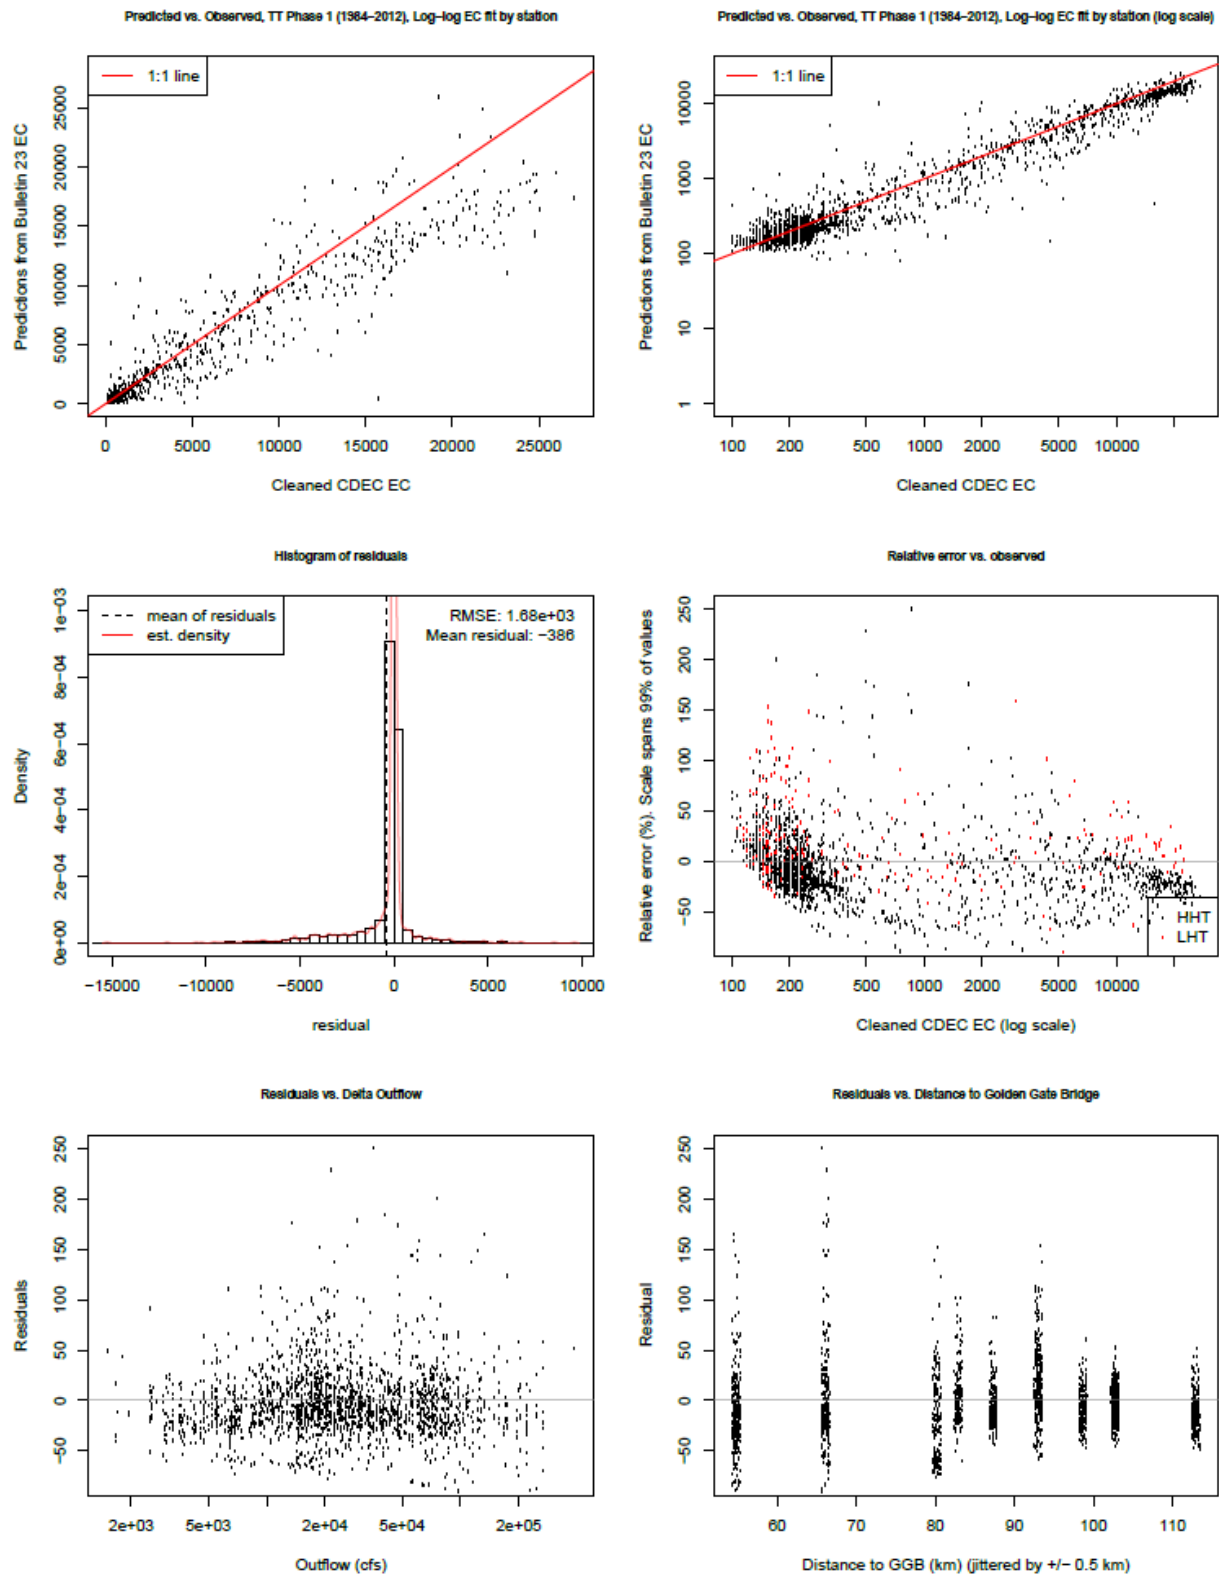 Predicted vs. Observed, TT Phase 1 (1984–2012), Log–log EC fit by station
1:1 line
Predictions from Bulletin 23 EC
0
5000
10000
15000
20000
25000
0 5000 10000 15000 20000 25000
Cleaned CDEC EC
Predicted vs. Observed, TT Phase 1 (1984–2012), Log–log EC fit by station (log scale)
1:1 line
Predictions from Bulletin 23 EC
1
10
100
1000
10000
100 200 500 1000 2000 5000 10000
Cleaned CDEC EC
Histogram of residuals
mean of residuals
est. density
RMSE: 1.68e+03
Mean residual: −386
Density
0e+00
2e−04
4e−04
6e−04
8e−04
1e−03
−15000 −10000 −5000 0 5000 10000
residual
Relative error vs. observed
Relative error (%). Scale spans 99% of values
−50
0
50
100
150
200
250
HHT
LHT
100 200 500 1000 2000 5000 10000
Cleaned CDEC EC (log scale)
Residuals vs. Delta Outflow
Residuals
−50
0
50
100
150
200
250
2e+03 5e+03 2e+04 5e+04 2e+05
Outflow (cfs)
Residuals vs. Distance to Golden Gate Bridge
Residual
−50
0
50
100
150
200
250
60 70 80 90 100 110
Distance to GGB (km) (jittered by +/− 0.5 km)